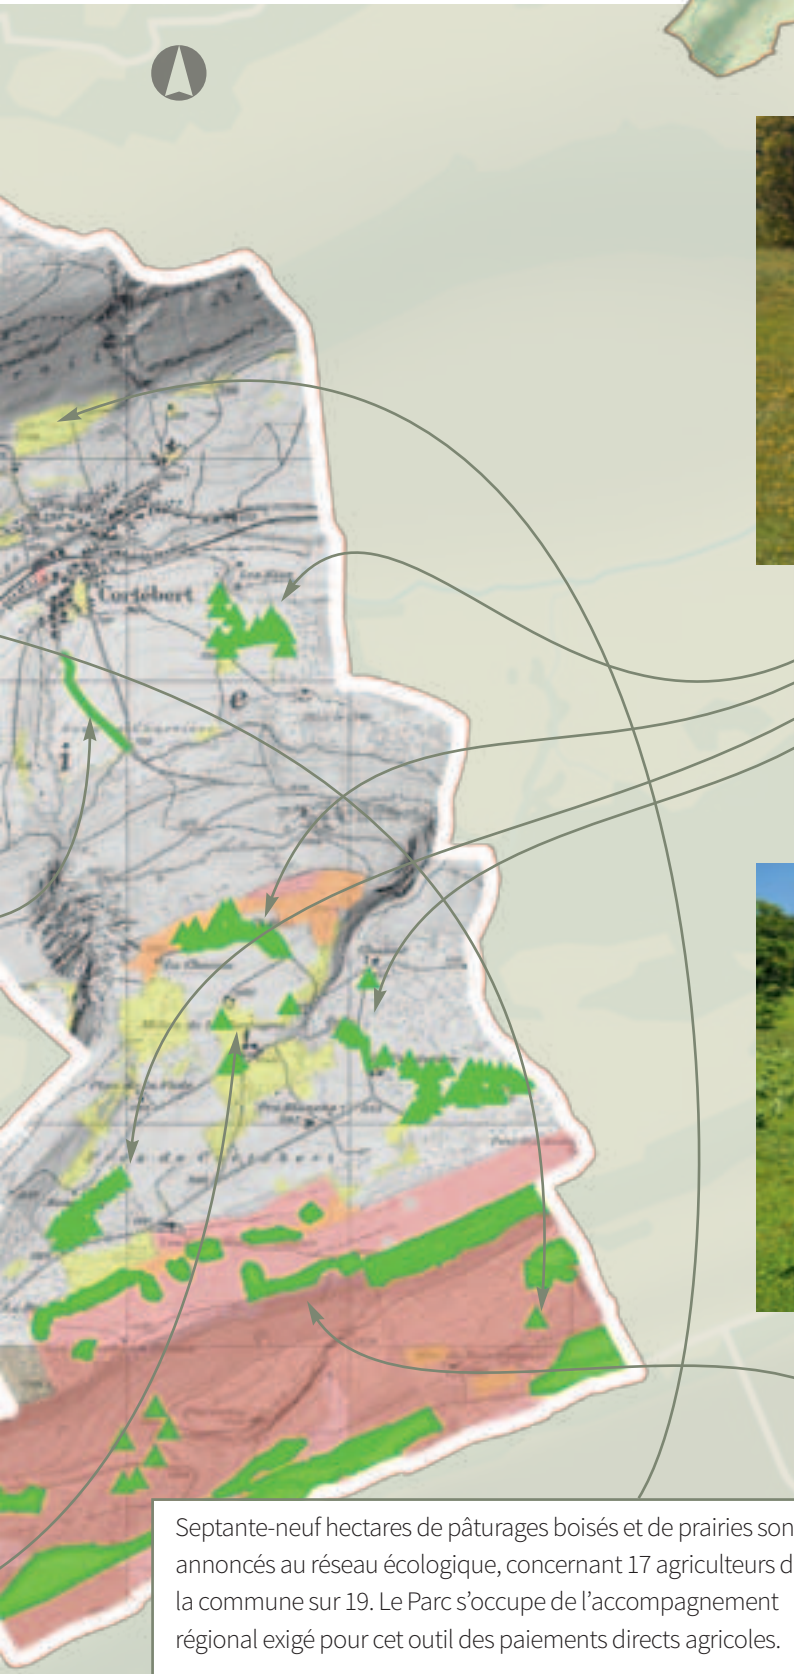 Cortébert
e
i
Septante-neuf hectares de pâturages boisés et de prairies son
annoncés au réseau écologique, concernant 17 agriculteurs d
la commune sur 19. Le Parc s’occupe de l’accompagnement
régional exigé pour cet outil des paiements directs agricoles.